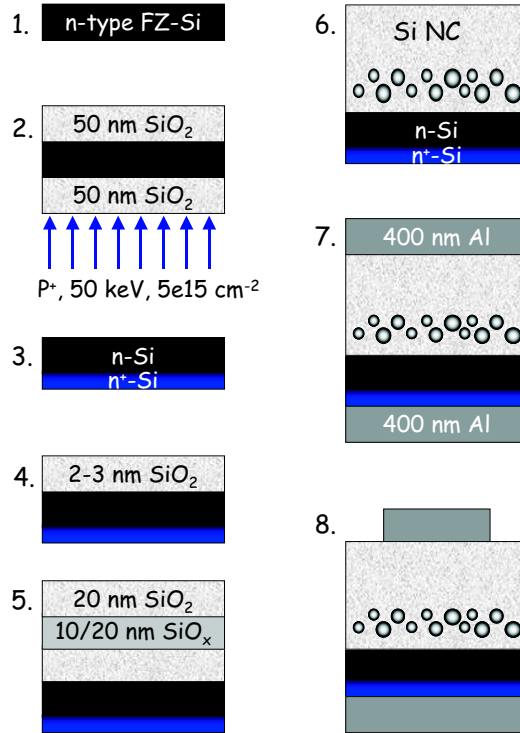 1.
n-type FZ-Si
2.
50 nm SiO₂
50 nm SiO₂
P⁺, 50 keV, 5e15 cm⁻²
3.
n-Si
n⁺-Si
4.
2-3 nm SiO₂
5.
20 nm SiO₂
10/20 nm SiOₓ
6.
Si NC
n-Si
n⁺-Si
7.
400 nm Al
400 nm Al
8.